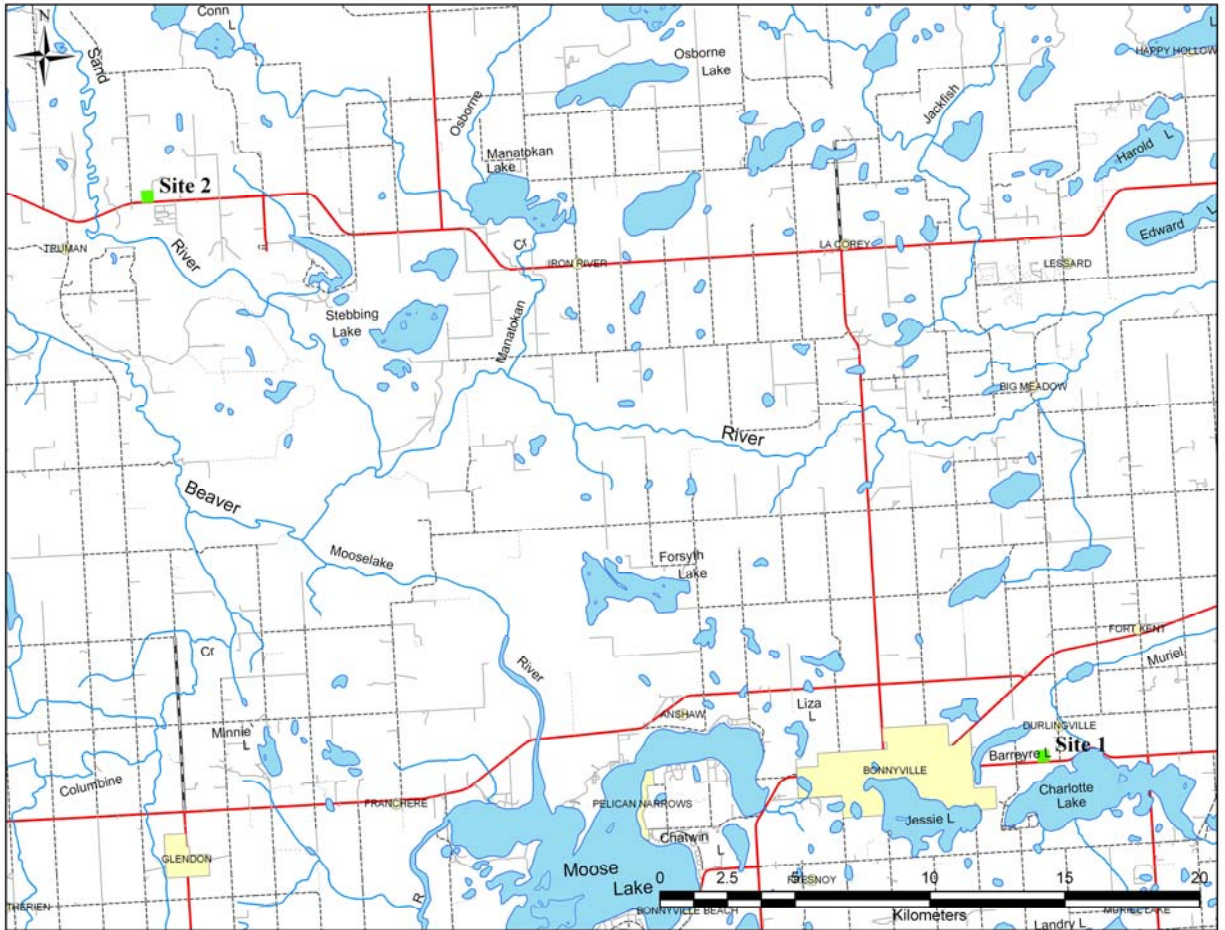 Conn
L
N
Sand
Osborne
Lake
L
HAPPY HOLLOW
Osborne
Jackfish
Manatokan
Lake
Harold L
Site 2
Edward L
TRUMAN
River
Cr
IRON RIVER
LA COREY
LESSARD
Stebbing
Lake
Manatokan
BIG MEADOW
River
Beaver
Mooselake
Forsyth
Lake
FORT KENT
Muriel
Cr
River
Liza
L
ANSHAW
DURLINGVILLE
Minnie
L
Barreyre L
Site 1
BONNYVILLE
Columbine
FRANCHERE
PELICAN NARROWS
Charlotte
Lake
Jessie L
Chatwin
L
GLENDON
Moose
Lake
FRESNOY
0 2.5 5 10 15 20
R
THERIEN
BONNYVILLE BEACH
Kilometers
MURIEL LAKE
Landry L